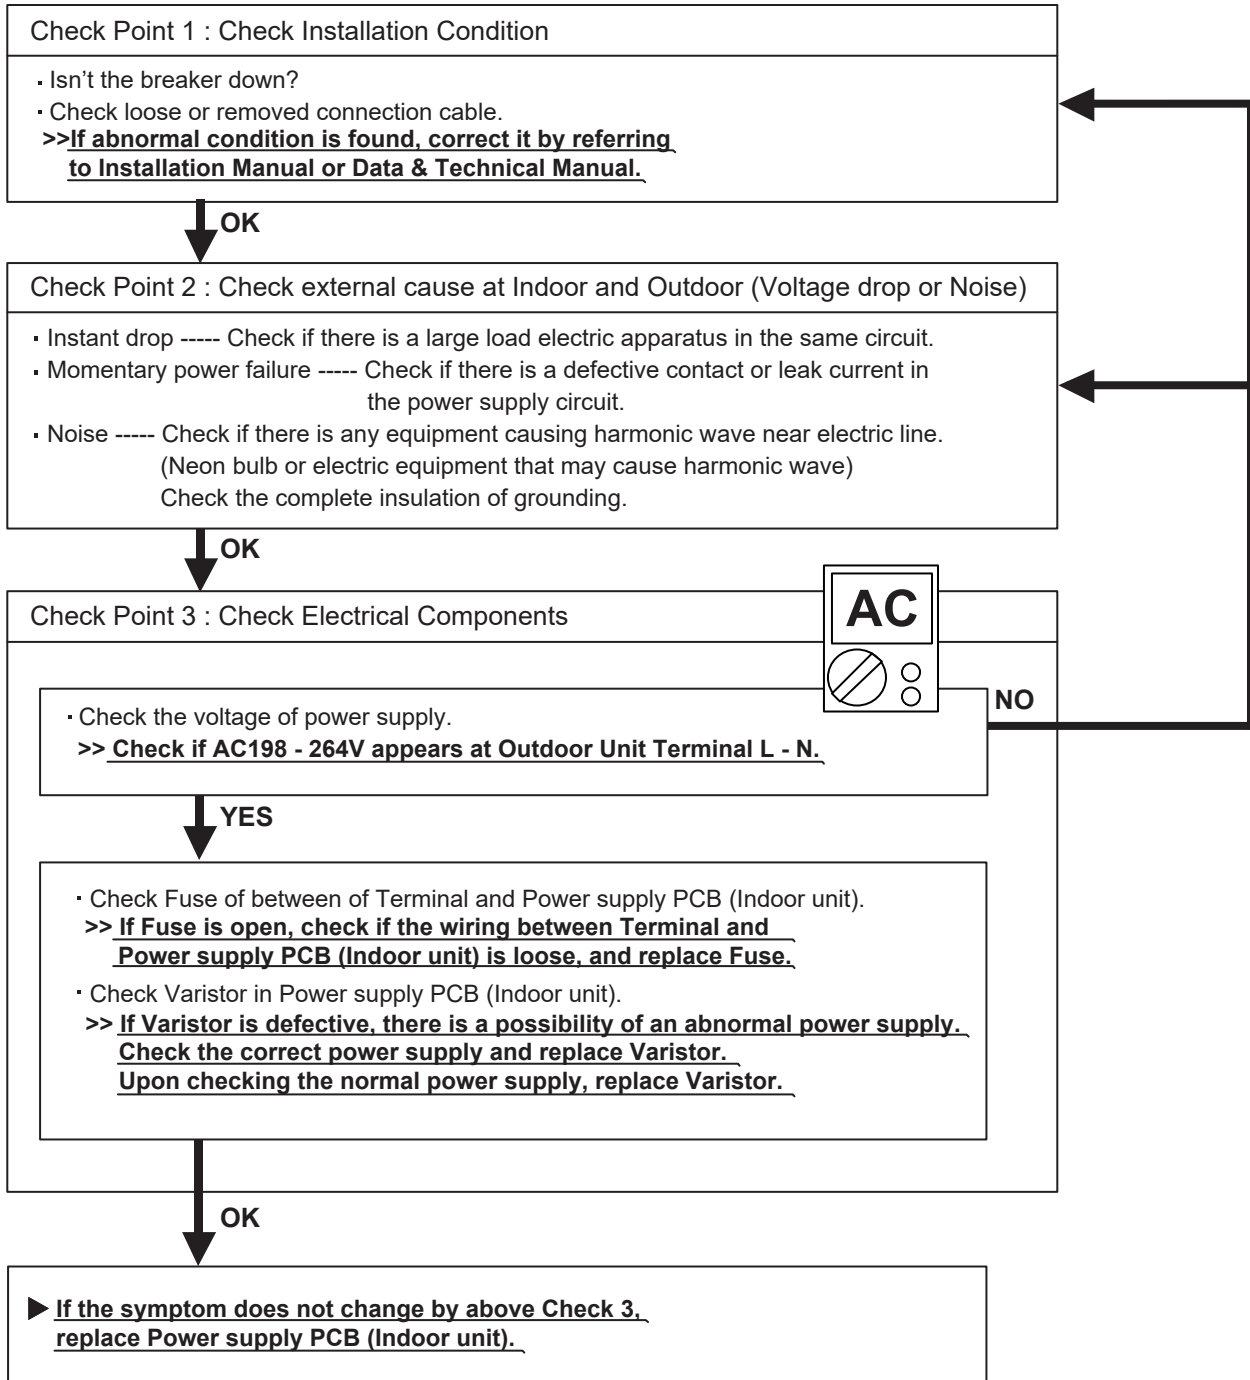 Check Point 1 : Check Installation Condition
· Isn't the breaker down?
· Check loose or removed connection cable.
>>If abnormal condition is found, correct it by referring
to Installation Manual or Data & Technical Manual.
OK
Check Point 2 : Check external cause at Indoor and Outdoor (Voltage drop or Noise)
· Instant drop ----- Check if there is a large load electric apparatus in the same circuit.
· Momentary power failure ----- Check if there is a defective contact or leak current in
the power supply circuit.
· Noise ----- Check if there is any equipment causing harmonic wave near electric line.
(Neon bulb or electric equipment that may cause harmonic wave)
Check the complete insulation of grounding.
OK
Check Point 3 : Check Electrical Components
AC
· Check the voltage of power supply.
>> Check if AC198 - 264V appears at Outdoor Unit Terminal L - N.
NO
YES
· Check Fuse of between of Terminal and Power supply PCB (Indoor unit).
>> If Fuse is open, check if the wiring between Terminal and
Power supply PCB (Indoor unit) is loose, and replace Fuse.
· Check Varistor in Power supply PCB (Indoor unit).
>> If Varistor is defective, there is a possibility of an abnormal power supply.
Check the correct power supply and replace Varistor.
Upon checking the normal power supply, replace Varistor.
OK
▶ If the symptom does not change by above Check 3,
replace Power supply PCB (Indoor unit).